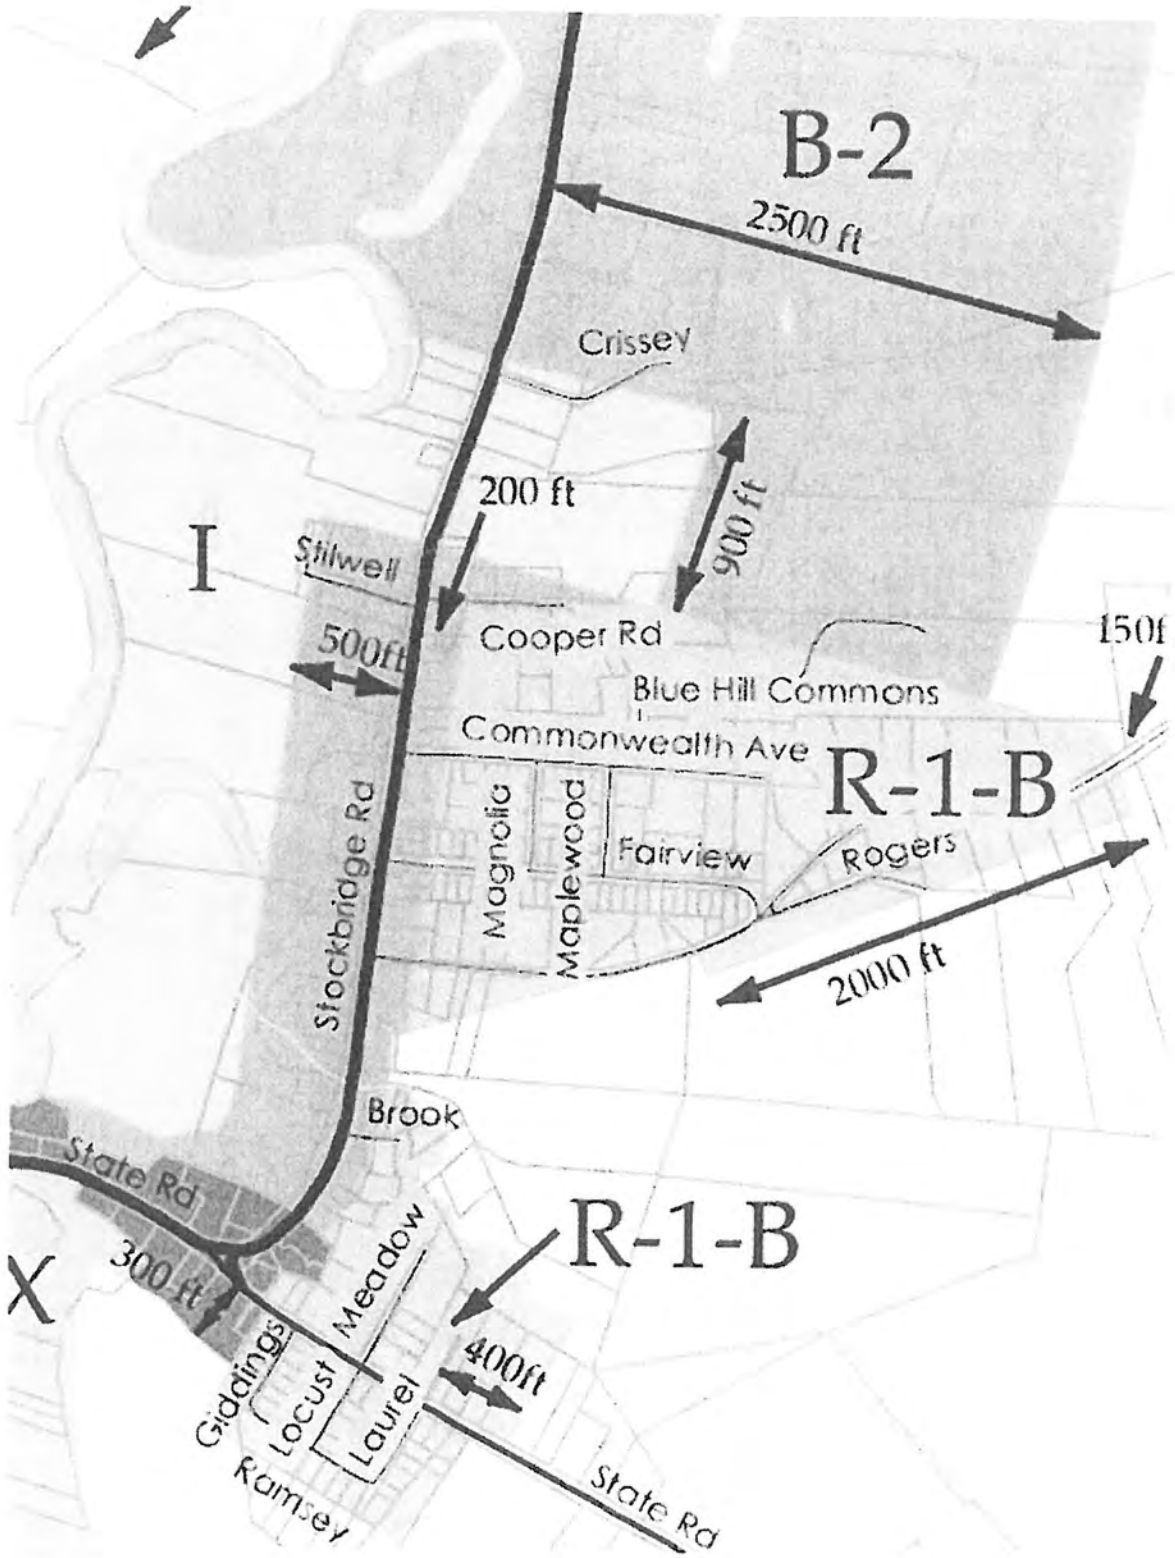 B-2
2500 ft
Crissey
200 ft
900 ft
I
Stilwell
500ft
Cooper Rd
150f
Blue Hill Commons
Commonwealth Ave
R-1-B
Stockbridge Rd
Magnolia
Maplewood
Fairview
Rogers
2000 ft
Brook
State Rd
R-1-B
300 ft
X
Meadow
400ft
Giddings
Locust
Laurel
Ramsey
State Rd